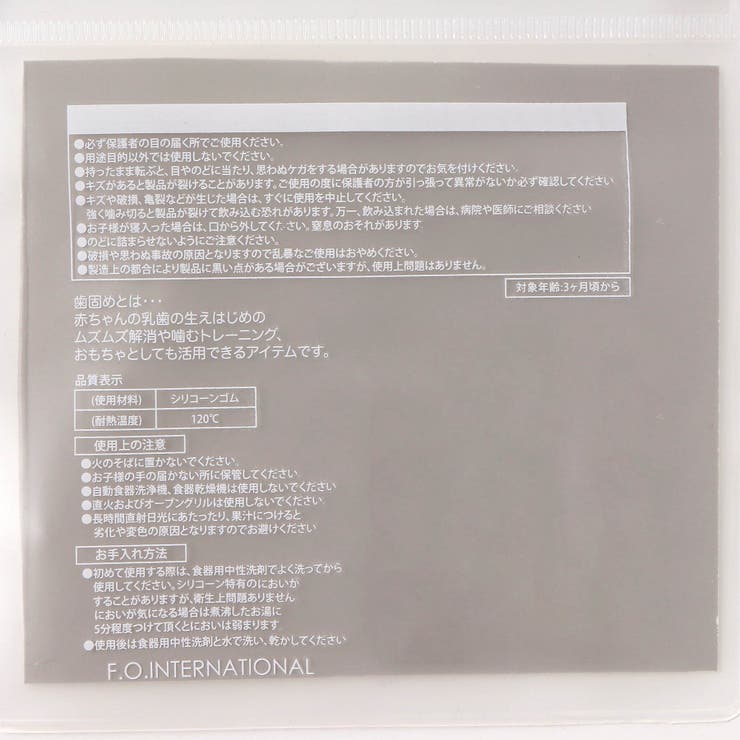 ●必ず保護者の目の届く所でご使用ください。
●用途目的以外では使用しないでください。
●持ったまま転ぶと、目やのどに当たり、思わぬケガをする場合がありますのでお気を付けください。
●キズがあると製品が裂けることがあります。ご使用の度に保護者の方が引っ張って異常がないか必ず確認してください
●キズや破損、亀裂などが生じた場合は、すぐに使用を中止してください。
強く噛み切ると製品が裂けて飲み込む恐れがあります。万一、飲み込まれた場合は、病院や医師にご相談ください
●お子様が寝入った場合は、口から外してください。窒息のおそれがあります
●のどに詰まらせないようにご注意ください。
●破損や思わぬ事故の原因となりますので乱暴なご使用はおやめください。
●製造上の都合により製品に黒い点がある場合がございますが、使用上問題はありません。
対象年齢:3ヶ月頃から
歯固めとは・・・
赤ちゃんの乳歯の生えはじめの
ムズムズ解消や噛むトレーニング、
おもちゃとしても活用できるアイテムです。
品質表示
(使用材料) シリコーンゴム
(耐熱温度) 120℃
使用上の注意
●火のそばに置かないでください。
●お子様の手の届かない所に保管してください
●自動食器洗浄機、食器乾燥機は使用しないでください
●直火およびオーブングリルは使用しないでください
●長時間直射日光にあたったり、果汁につけると
劣化や変色の原因となりますのでお避けください
お手入れ方法
●初めて使用する際は、食器用中性洗剤でよく洗ってから
使用してください。シリコーン特有のにおいが
することがありますが、衛生上問題ありません
においが気になる場合は煮沸したお湯に
5分程度つけて頂くとにおいは弱まります
●使用後は食器用中性洗剤と水で洗い、乾かしてください
F.O.INTERNATIONAL